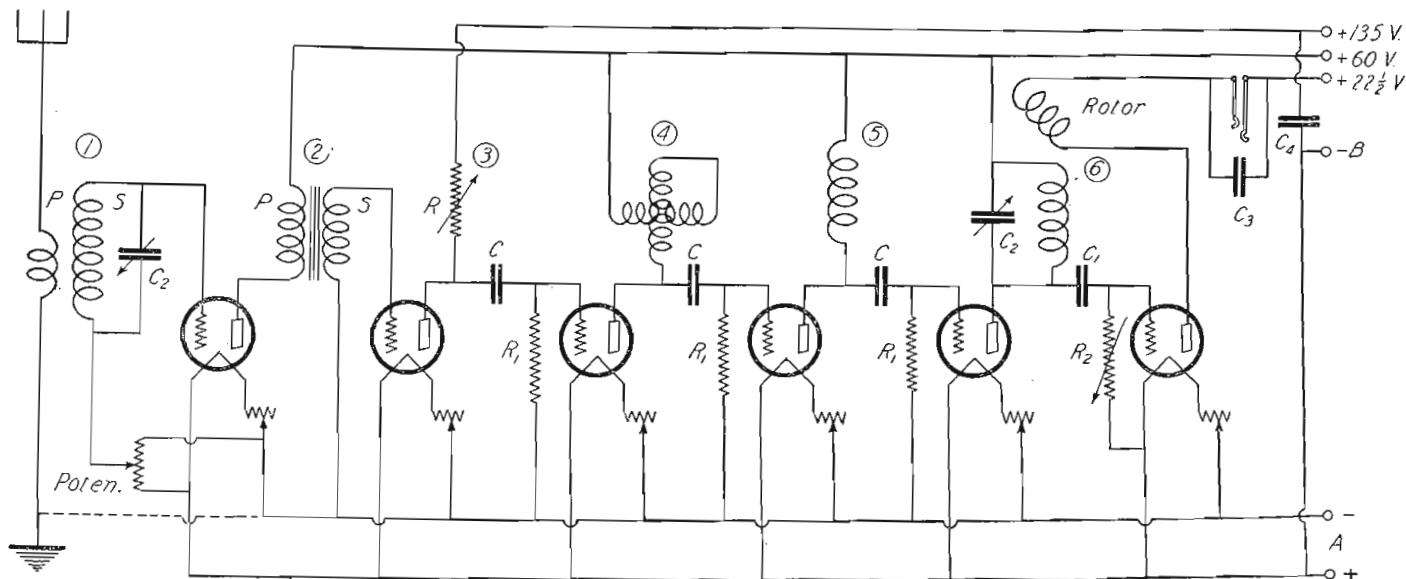 +135 V.
+60 V.
+22½ V
Rotor
C4
-B
C3
①
②
③
④
⑤
⑥
P
S
C2
P
S
R
C
C
C
C2
C1
R1
R1
R1
R2
Poten.
-
A
+